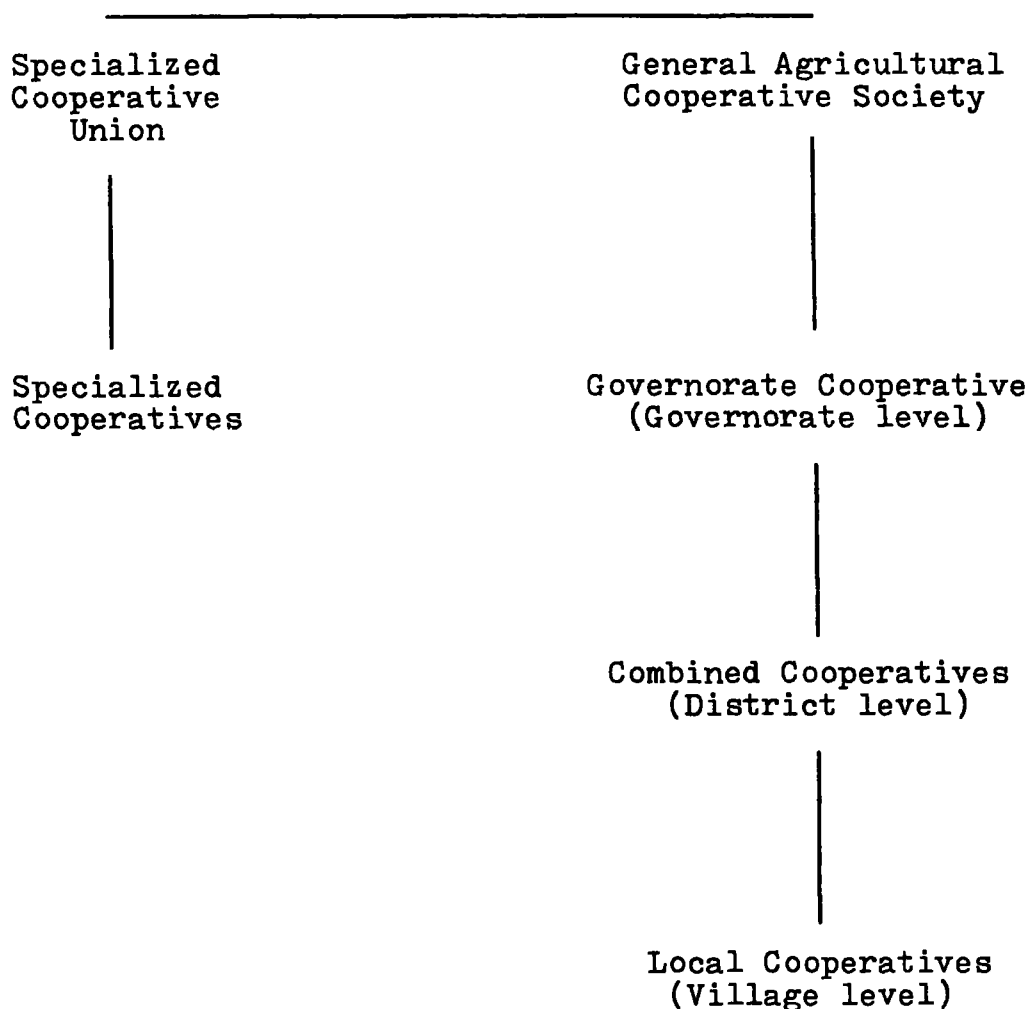 Specialized
Cooperative
Union
General Agricultural
Cooperative Society
Specialized
Cooperatives
Governorate Cooperative
(Governorate level)
Combined Cooperatives
(District level)
Local Cooperatives
(Village level)